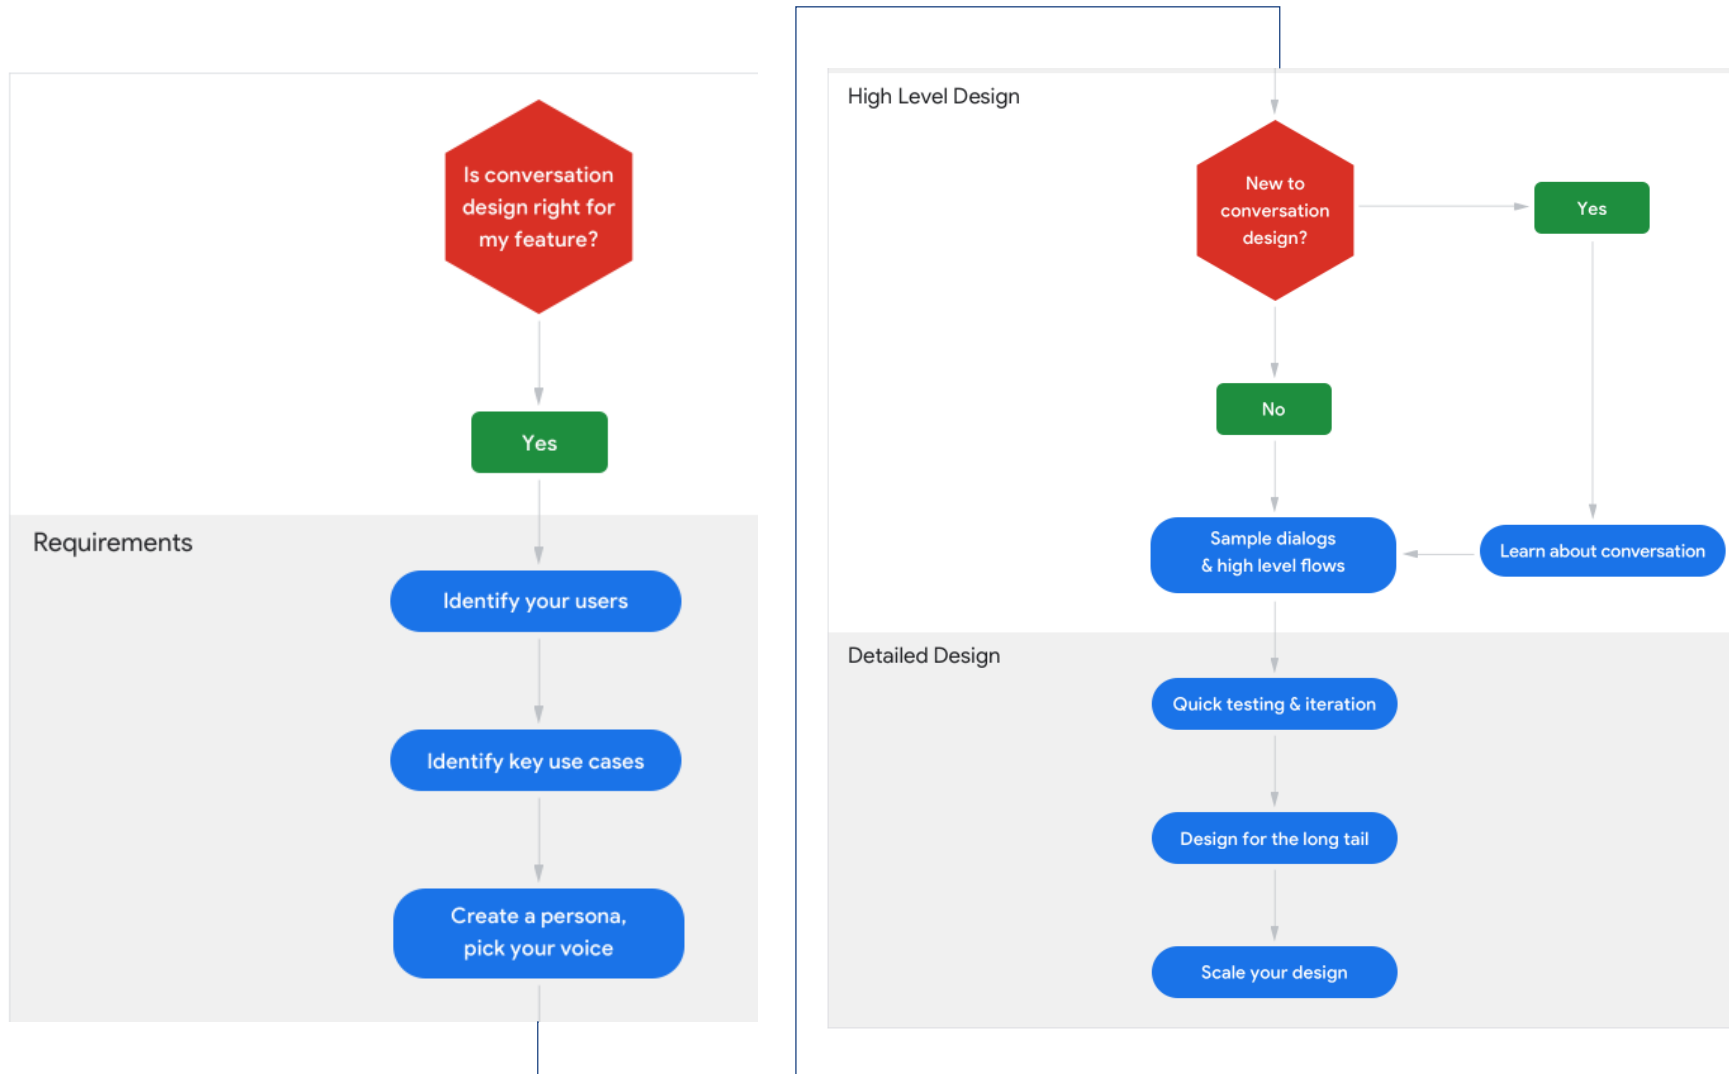 Is conversation
design right for
my feature?
Yes
Requirements
Identify your users
Identify key use cases
Create a persona,
pick your voice
High Level Design
New to
conversation
design?
Yes
No
Sample dialogs
& high level flows
Learn about conversation
Detailed Design
Quick testing & iteration
Design for the long tail
Scale your design